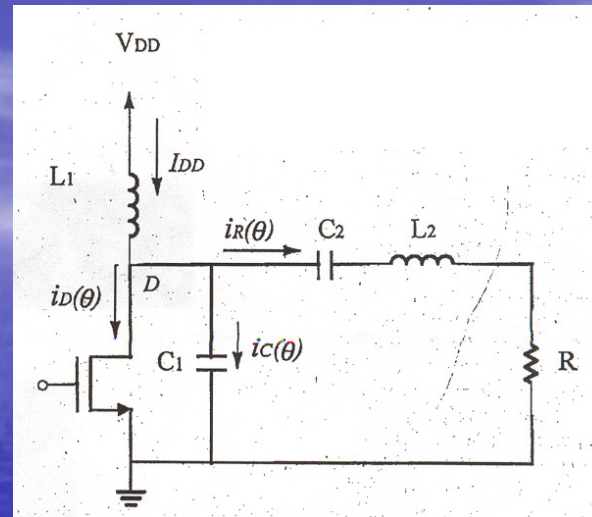 VDD
L1
IDD
iR(θ)
C2
L2
iD(θ)
D
C1
iC(θ)
R